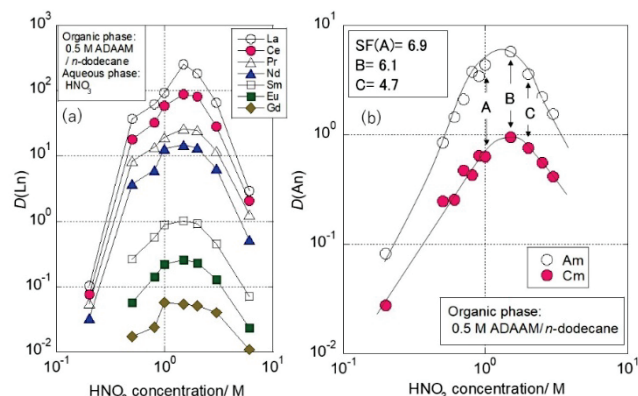 Organic phase:
0.5 M ADAAM
/ n-dodecane
Aqueous phase:
HNO3
(a)
La
Ce
Pr
Nd
Sm
Eu
Gd
D(Ln)
10^3
10^2
10^1
10^0
10^-1
10^-2
10^-1
10^0
10^1
HNO3 concentration/ M
(b)
SF(A)= 6.9
B= 6.1
C= 4.7
A
B
C
Am
Cm
Organic phase:
0.5 M ADAAM/n-dodecane
D(An)
10^1
10^0
10^-1
10^-2
10^-1
10^0
10^1
HNO3 concentration/ M